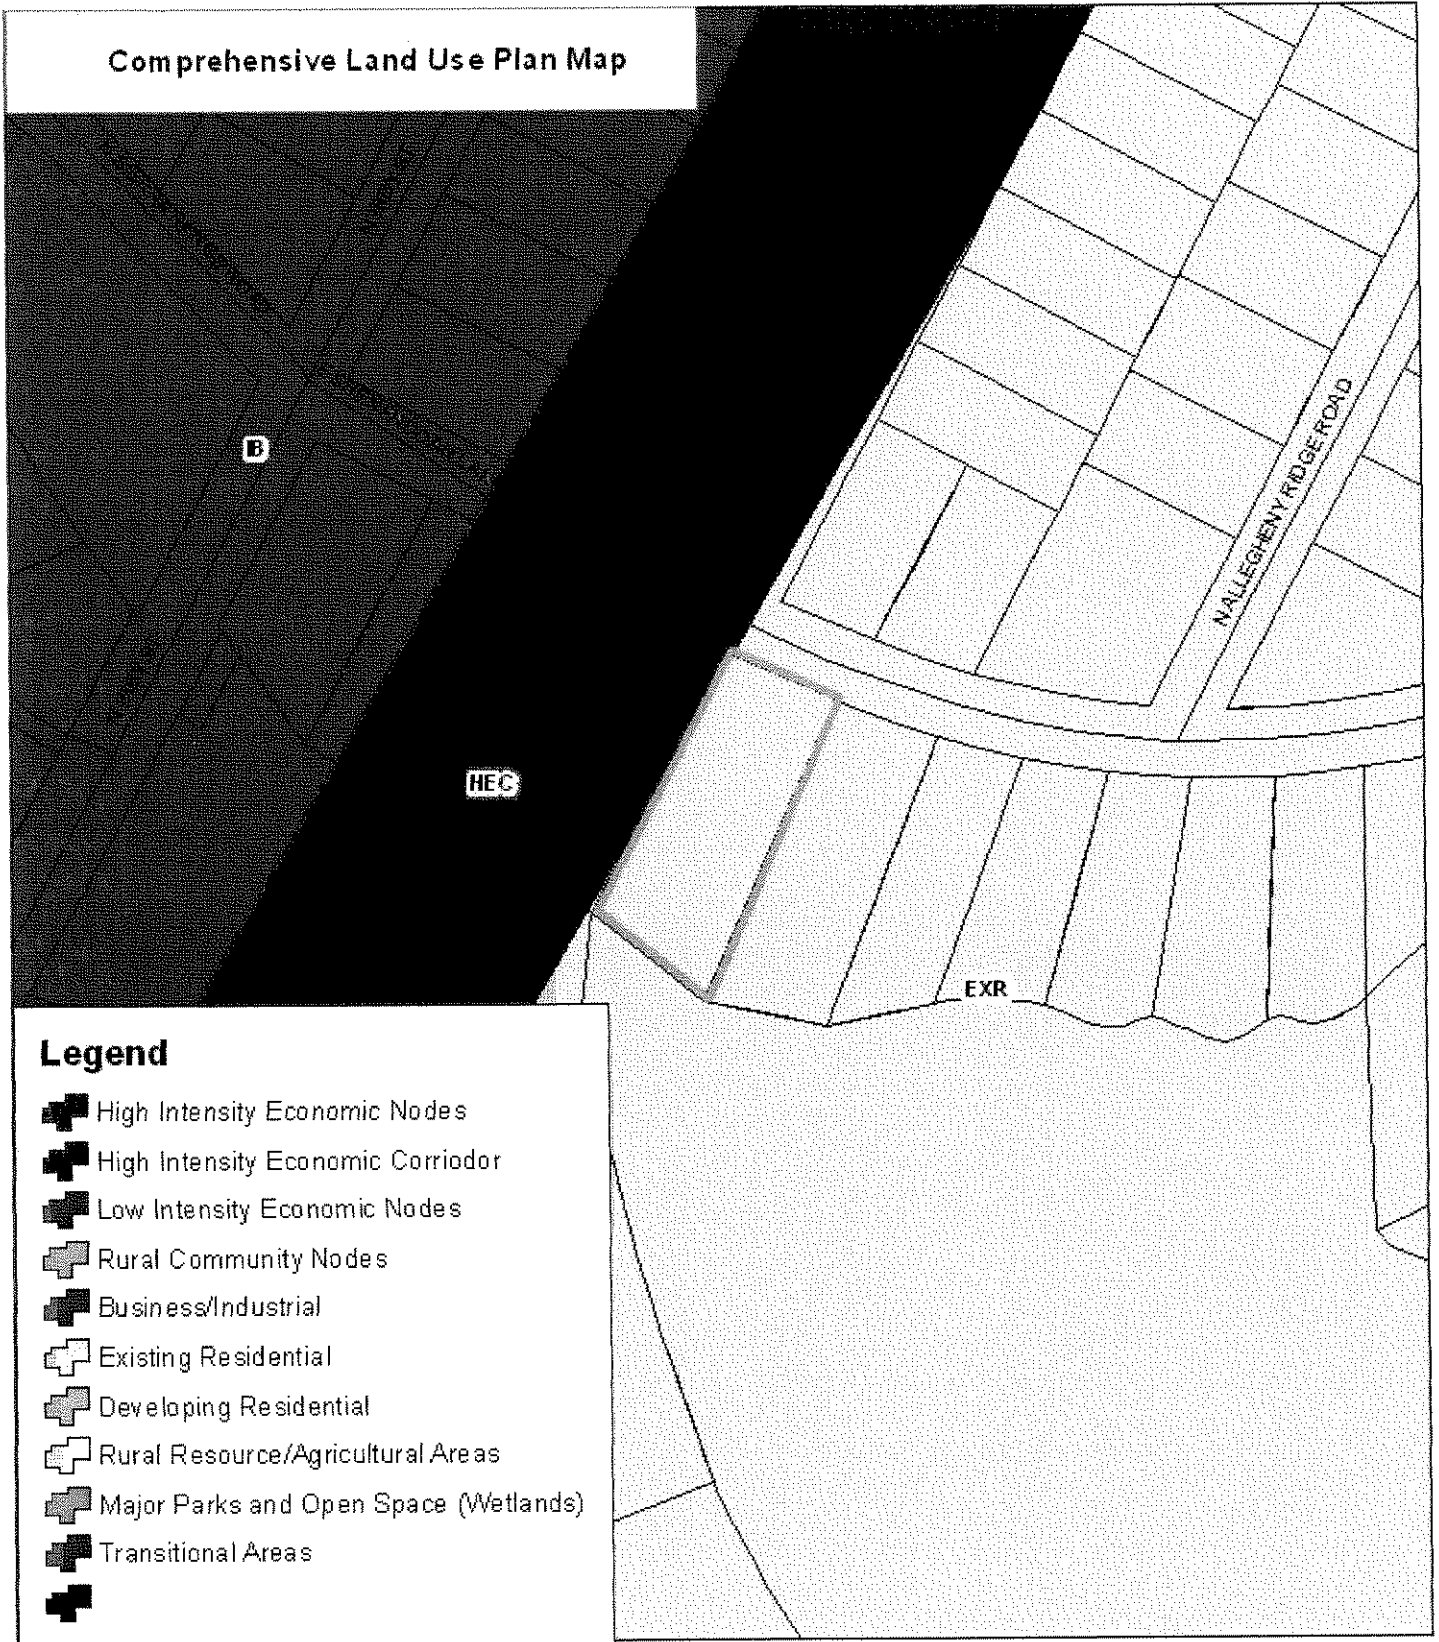 Comprehensive Land Use Plan Map
B
N ALLEGHENY RIDGE ROAD
HEC
EXR
Legend
High Intensity Economic Nodes
High Intensity Economic Corriodor
Low Intensity Economic Nodes
Rural Community Nodes
Business/Industrial
Existing Residential
Developing Residential
Rural Resource/Agricultural Areas
Major Parks and Open Space (Wetlands)
Transitional Areas